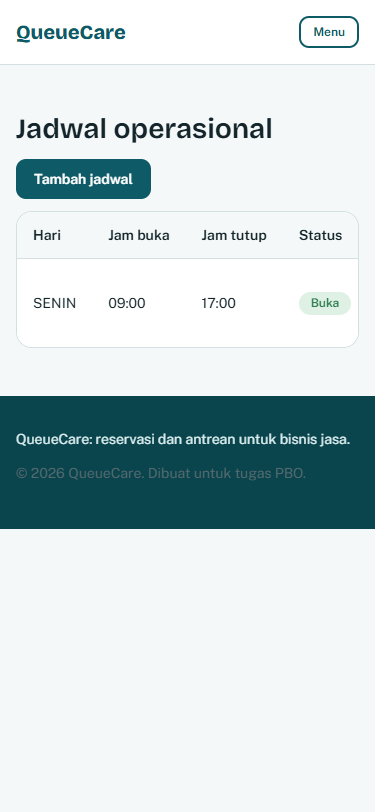 QueueCare
Menu
Jadwal operasional
Tambah jadwal
Hari Jam buka Jam tutup Status
SENIN 09:00 17:00 Buka
QueueCare: reservasi dan antrean untuk bisnis jasa.
© 2026 QueueCare. Dibuat untuk tugas PBO.